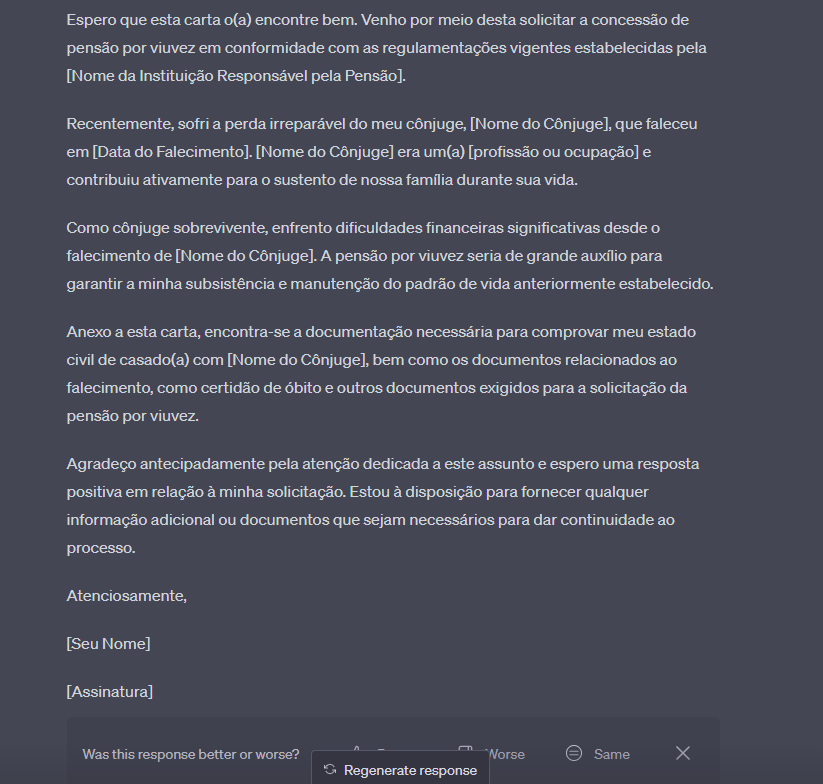 Espero que esta carta o(a) encontre bem. Venho por meio desta solicitar a concessão de
pensão por viuvez em conformidade com as regulamentações vigentes estabelecidas pela
[Nome da Instituição Responsável pela Pensão].
Recentemente, sofri a perda irreparável do meu cônjuge, [Nome do Cônjuge], que faleceu
em [Data do Falecimento]. [Nome do Cônjuge] era um(a) [profissão ou ocupação] e
contribuiu ativamente para o sustento de nossa família durante sua vida.
Como cônjuge sobrevivente, enfrento dificuldades financeiras significativas desde o
falecimento de [Nome do Cônjuge]. A pensão por viuvez seria de grande auxílio para
garantir a minha subsistência e manutenção do padrão de vida anteriormente estabelecido.
Anexo a esta carta, encontra-se a documentação necessária para comprovar meu estado
civil de casado(a) com [Nome do Cônjuge], bem como os documentos relacionados ao
falecimento, como certidão de óbito e outros documentos exigidos para a solicitação da
pensão por viuvez.
Agradeço antecipadamente pela atenção dedicada a este assunto e espero uma resposta
positiva em relação à minha solicitação. Estou à disposição para fornecer qualquer
informação adicional ou documentos que sejam necessários para dar continuidade ao
processo.
Atenciosamente,
[Seu Nome]
[Assinatura]
Was this response better or worse? Worse Same
Regenerate response